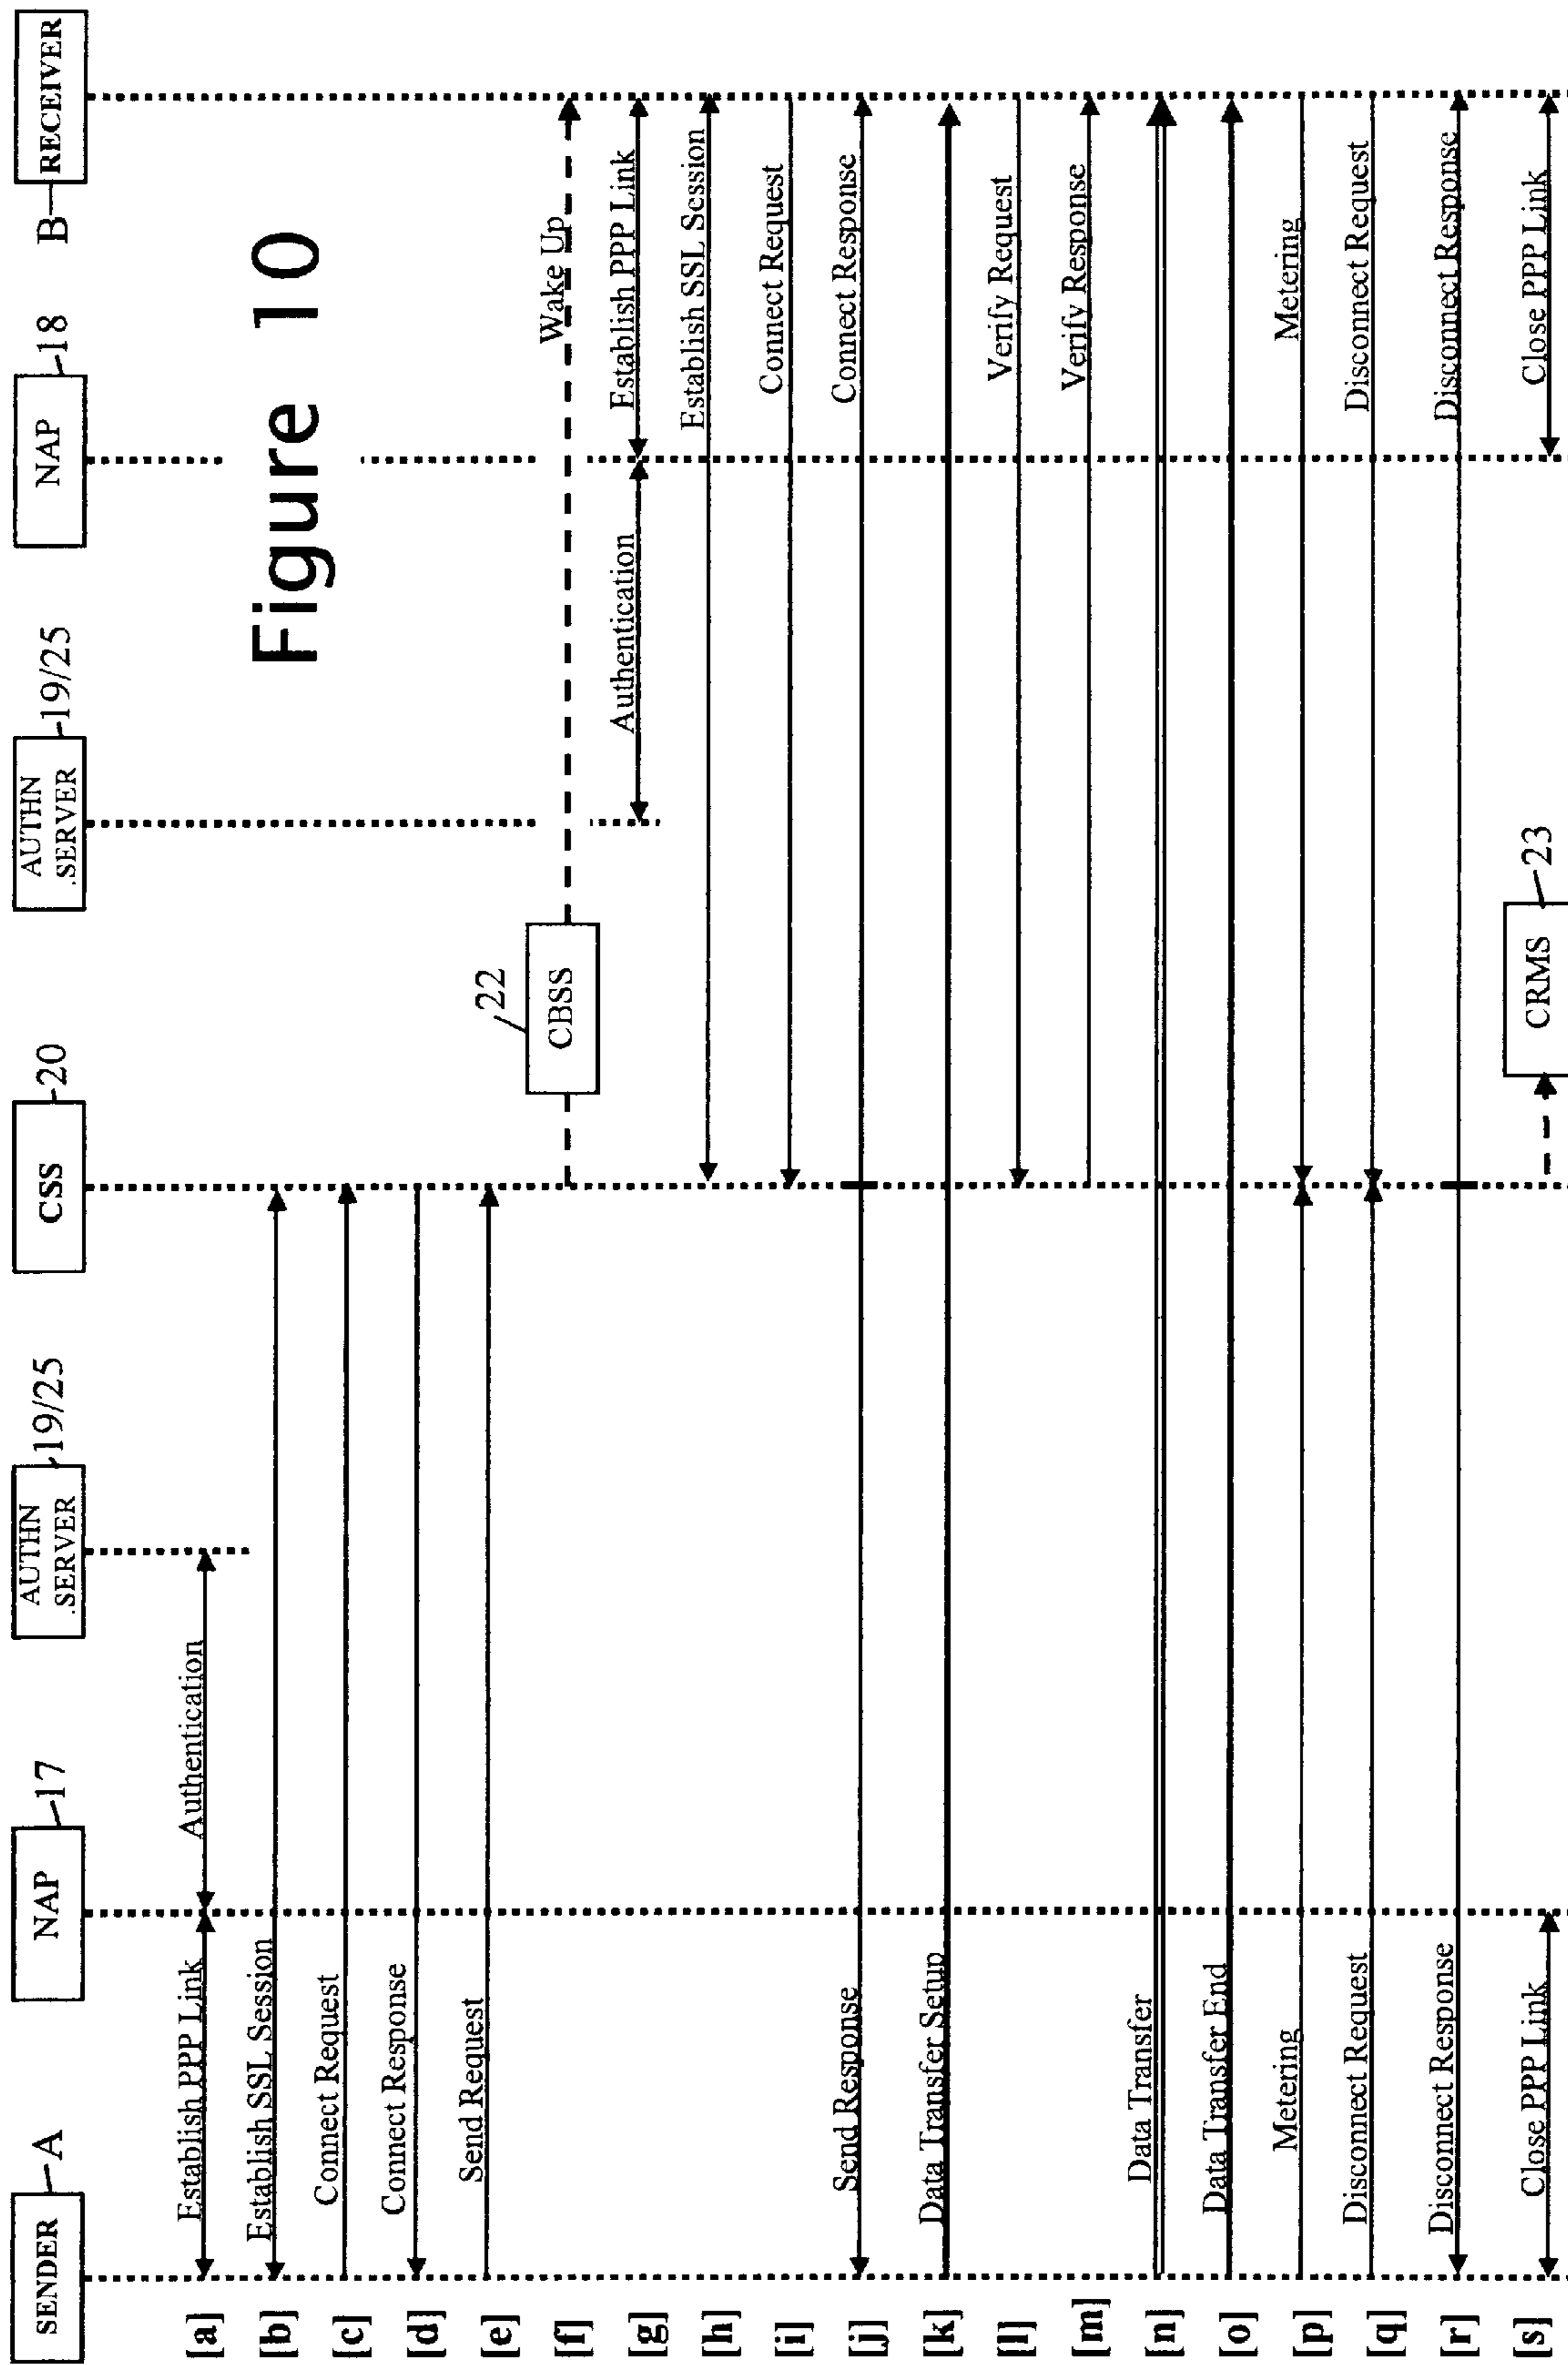 SENDER
A
NAP
17
AUTHN
.SERVER
19/25
CSS
20
AUTHN
.SERVER
19/25
NAP
18
B
RECEIVER
Figure 10
[a]
Establish PPP Link
Authentication
[b]
Establish SSL Session
[c]
Connect Request
[d]
Connect Response
[e]
Send Request
22
[f]
CBSS
Wake Up
[g]
Authentication
Establish PPP Link
[h]
Establish SSL Session
[i]
Connect Request
[j]
Send Response
Connect Response
[k]
Data Transfer Setup
[l]
Verify Request
[m]
Verify Response
[n]
Data Transfer
[o]
Data Transfer End
[p]
Metering
Metering
[q]
Disconnect Request
Disconnect Request
[r]
Disconnect Response
Disconnect Response
[s]
Close PPP Link
CRMS
23
Close PPP Link